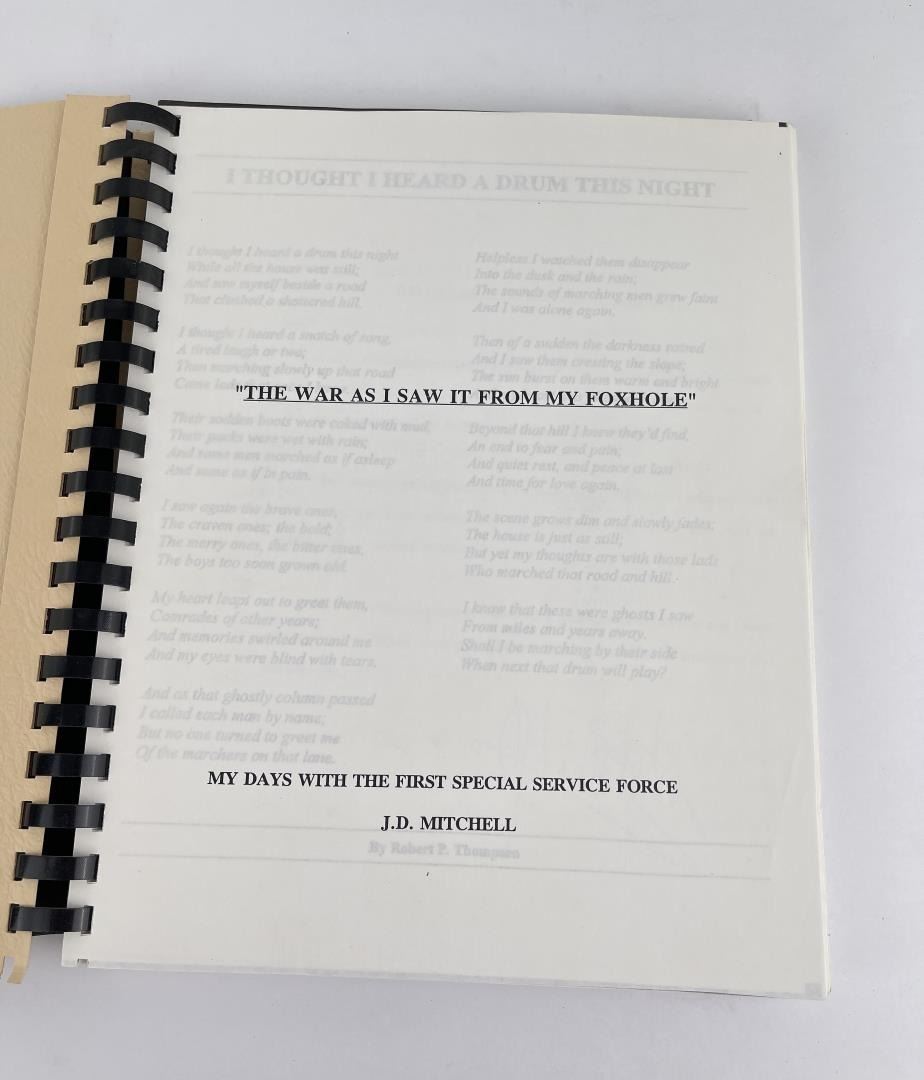 I THOUGHT I HEARD A DRUM THIS NIGHT
I thought I heard a drum this night
While all the house was still;
And saw myself beside a road
That climbed a shattered hill.
I thought I heard a snatch of song,
A tired laugh or two;
Then marching slowly up that road
Came
Their sodden boots were caked with mud,
Their packs were wet with rain;
And some men marched as if asleep
And some as if in pain.
I saw again the brave ones,
The craven ones; the bold;
The merry ones, the bitter ones,
The boys too soon grown old.
My heart leapt out to greet them,
Comrades of other years;
And memories swirled around me
And my eyes were blind with tears.
And as that ghostly column passed
I called each man by name;
But no one turned to greet me
Of the marchers on that lane.
Helpless I watched them disappear
Into the dusk and the rain;
The sounds of marching men grew faint
And I was alone again.
Then of a sudden the darkness
And I saw them cresting the slope;
The sun burst on them warm and bright
Beyond that hill I knew they'd find,
An end to fear and pain;
And quiet rest, and peace at last
And time for love again.
The scene grows dim and slowly fades;
The house is just as still;
But yet my thoughts are with those lads
Who marched that road and hill.
I know that these were ghosts I saw
From miles and years away.
Shall I be marching by their side
When next that drum will play?
"THE WAR AS I SAW IT FROM MY FOXHOLE"
MY DAYS WITH THE FIRST SPECIAL SERVICE FORCE
J.D. MITCHELL
By Robert P. Thompson